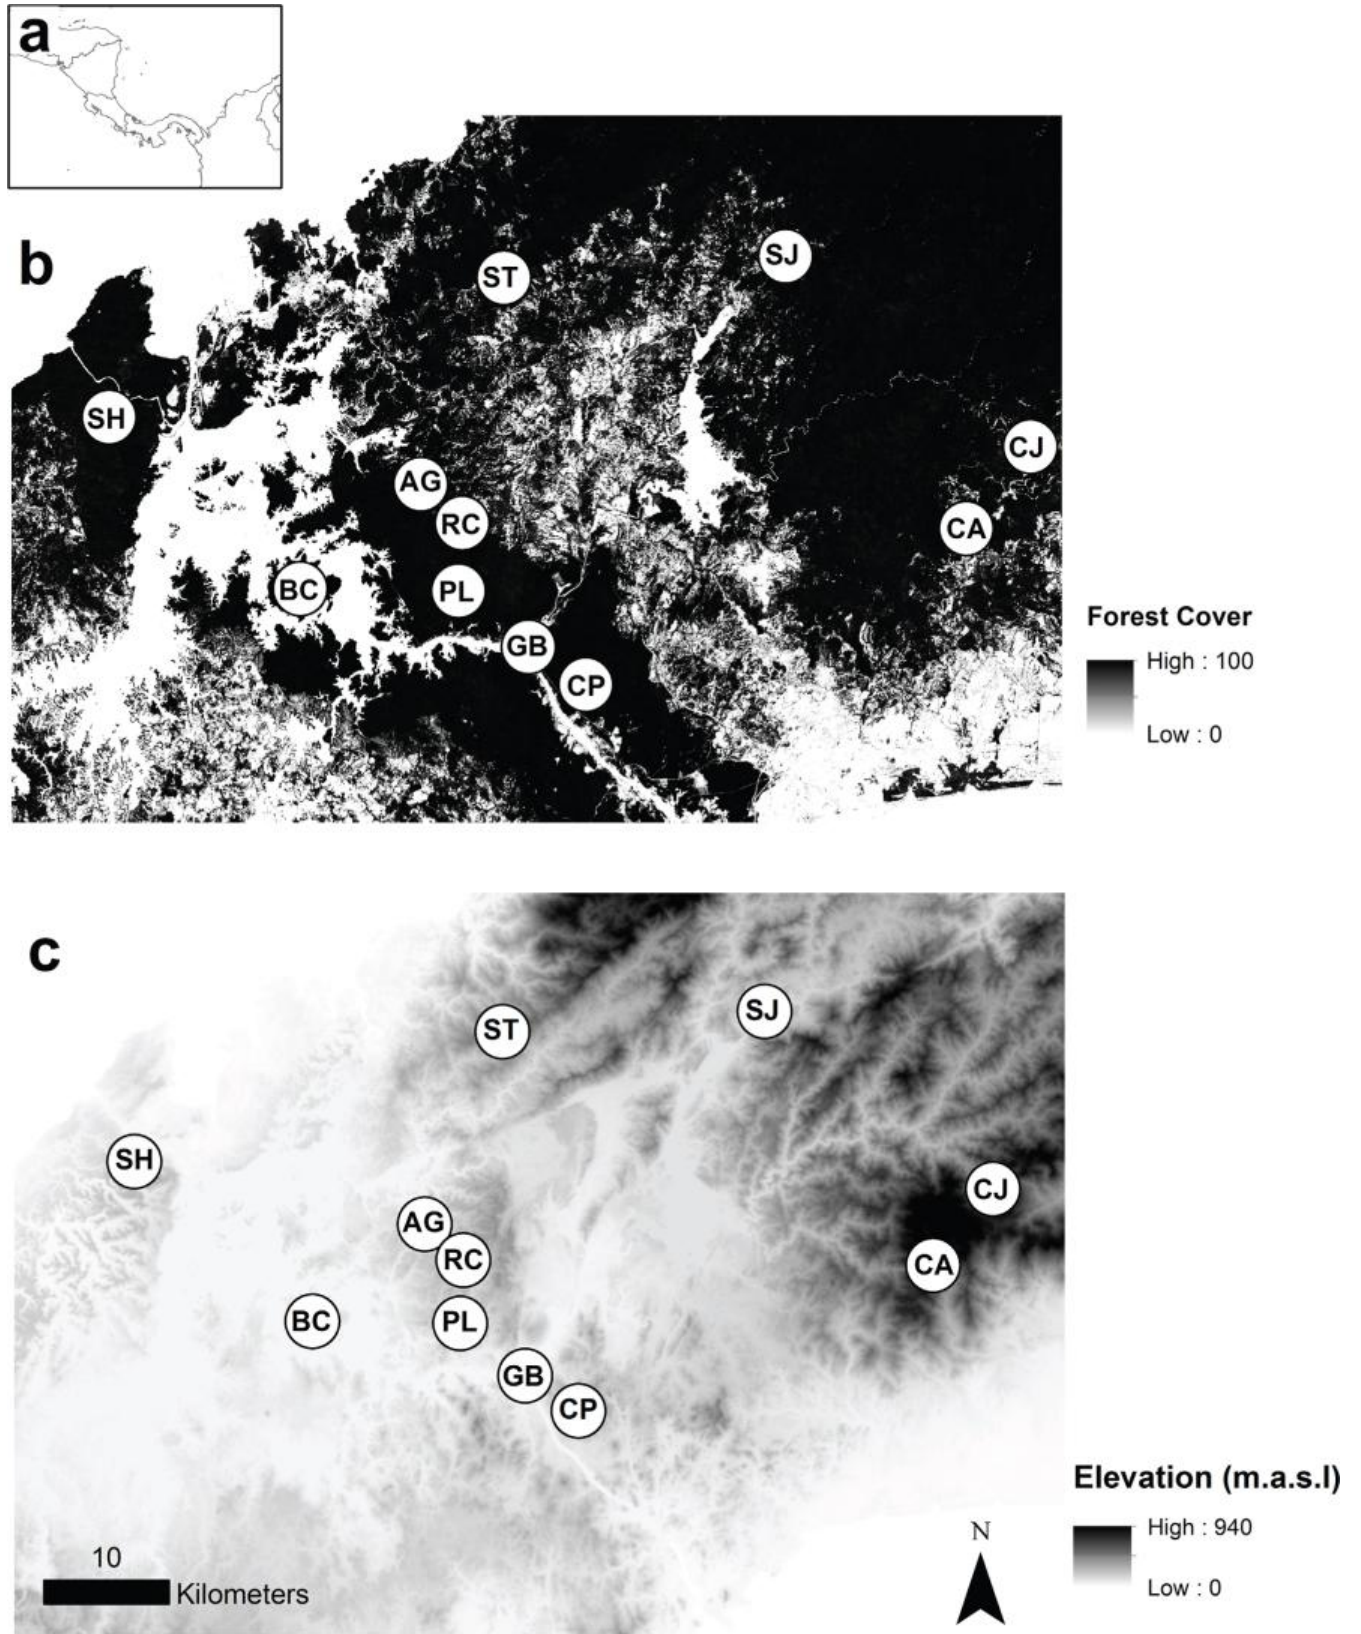 a
b
ST
SJ
SH
CJ
AG
RC
CA
BC
PL
GB
CP
Forest Cover
High : 100
Low : 0
c
ST
SJ
SH
CJ
AG
RC
CA
BC
PL
GB
CP
Elevation (m.a.s.l)
High : 940
Low : 0
N
10
Kilometers